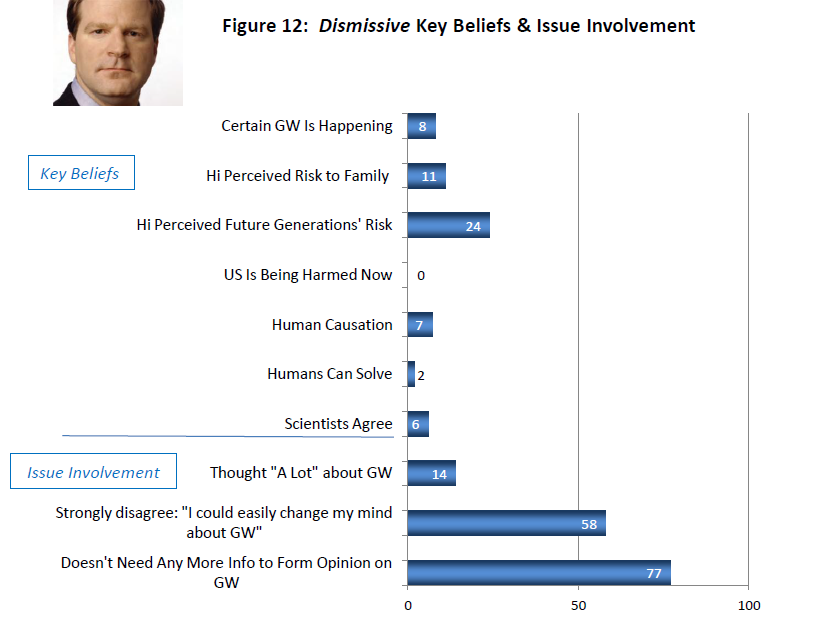 Figure 12:  Dismissive Key Beliefs & Issue Involvement
Certain GW Is Happening
8
Key Beliefs
Hi Perceived Risk to Family
11
Hi Perceived Future Generations' Risk
24
US Is Being Harmed Now
0
Human Causation
7
Humans Can Solve
2
Scientists Agree
6
Issue Involvement
Thought "A Lot" about GW
14
Strongly disagree: "I could easily change my mind
about GW"
58
Doesn't Need Any More Info to Form Opinion on
GW
77
0
50
100